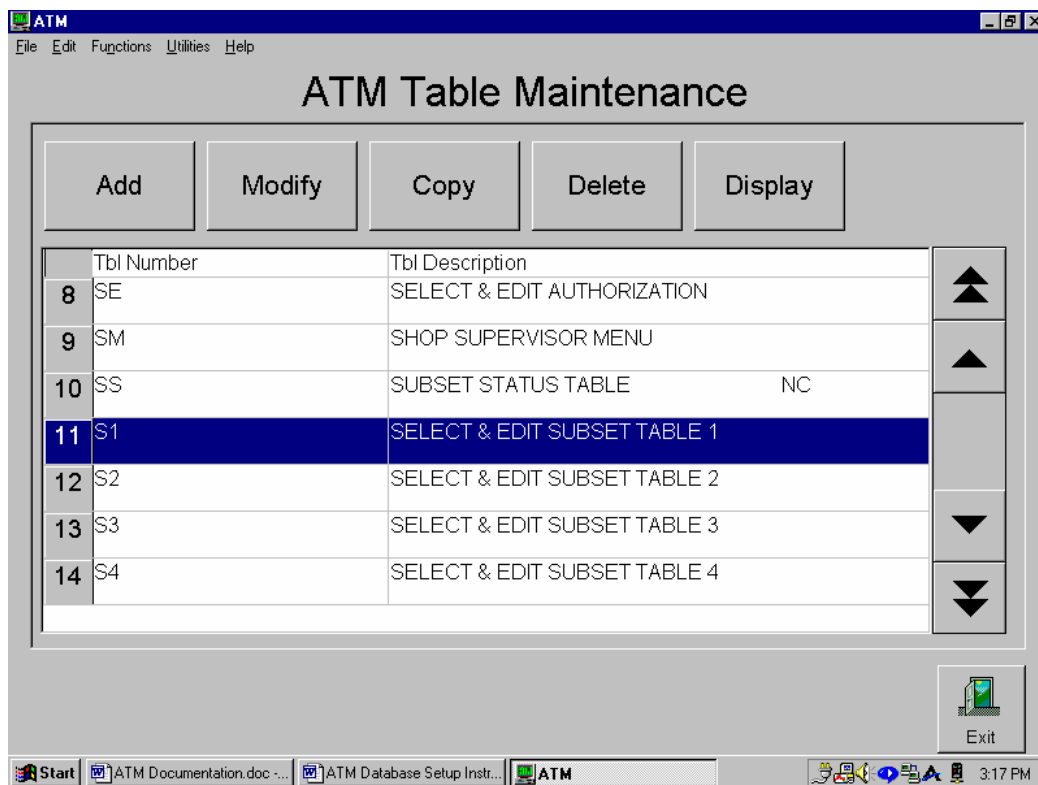 ATM
File Edit Functions Utilities Help
ATM Table Maintenance
Add Modify Copy Delete Display
Tbl Number Tbl Description
8 SE SELECT & EDIT AUTHORIZATION
9 SM SHOP SUPERVISOR MENU
10 SS SUBSET STATUS TABLE NC
11 S1 SELECT & EDIT SUBSET TABLE 1
12 S2 SELECT & EDIT SUBSET TABLE 2
13 S3 SELECT & EDIT SUBSET TABLE 3
14 S4 SELECT & EDIT SUBSET TABLE 4
Exit
Start ATM Documentation.doc -... ATM Database Setup Instr... ATM 3:17 PM